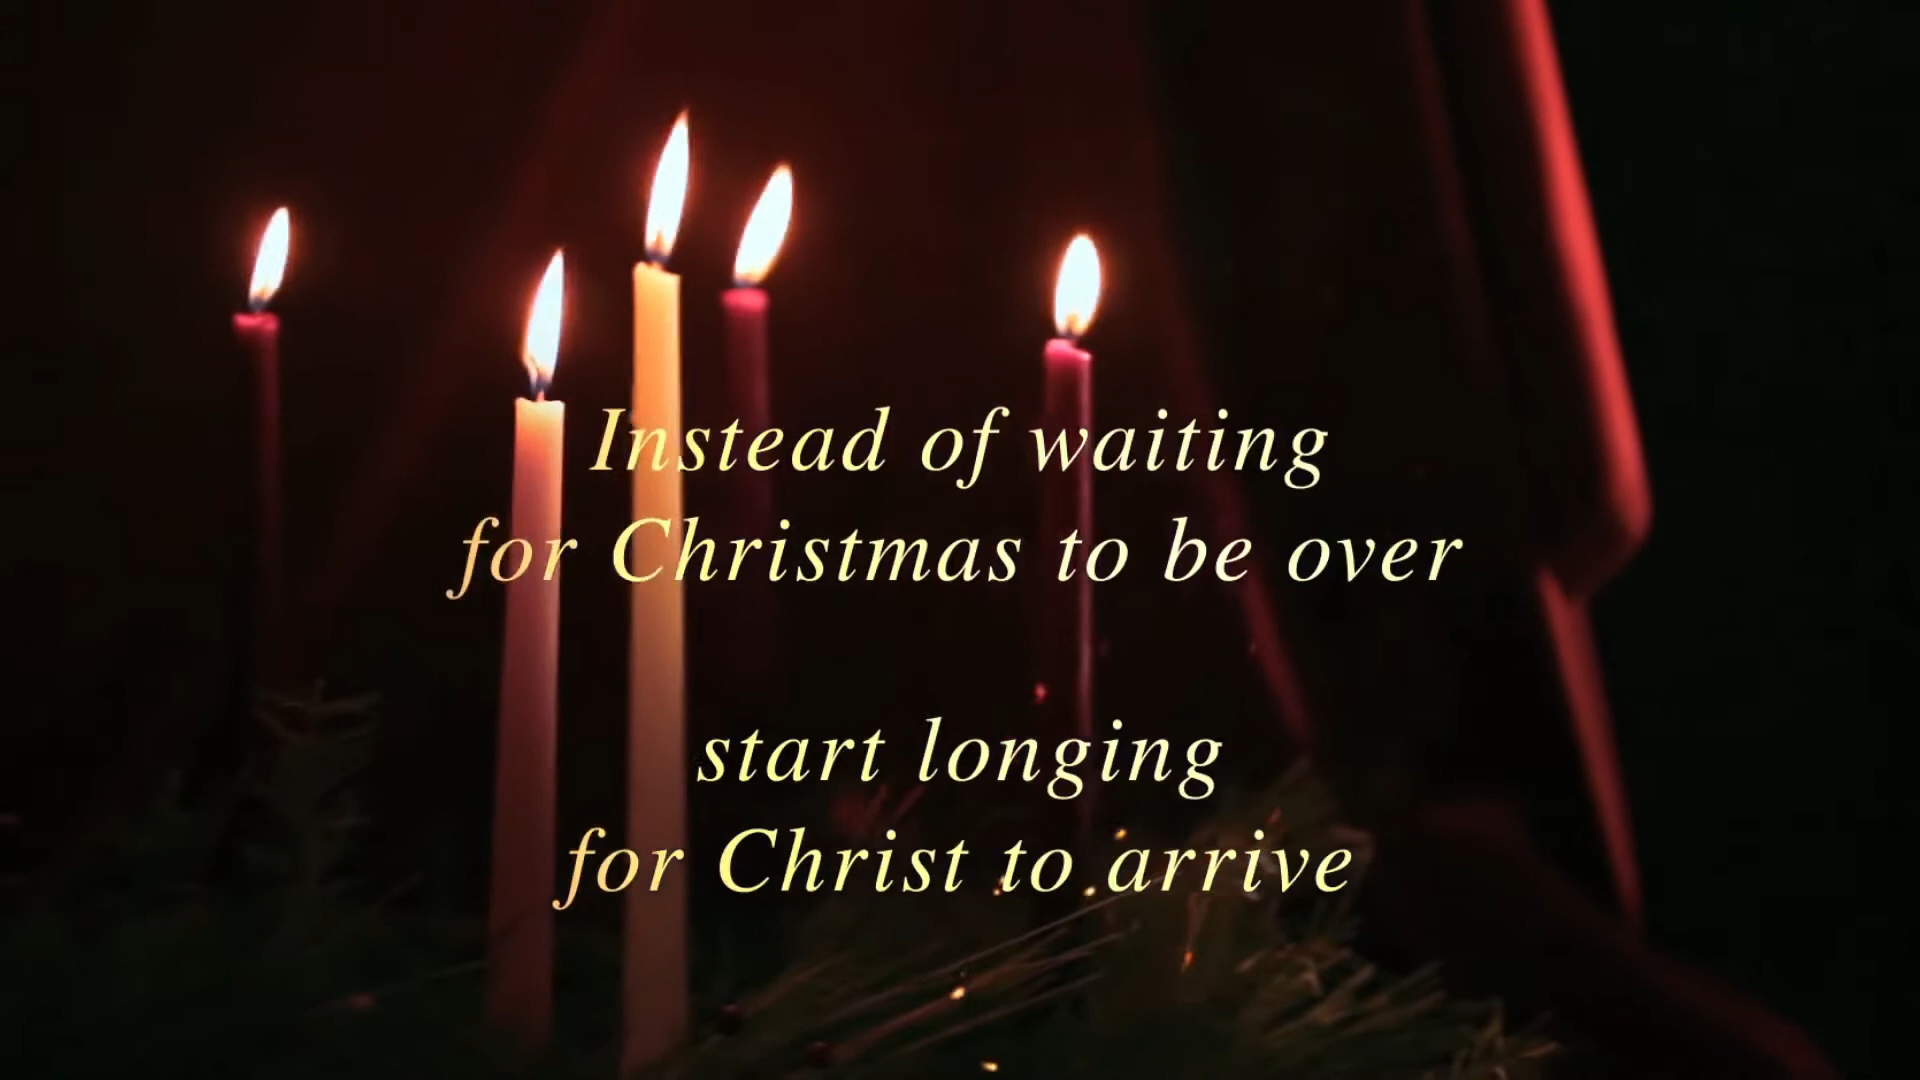 Instead of waiting
for Christmas to be over
start longing
for Christ to arrive